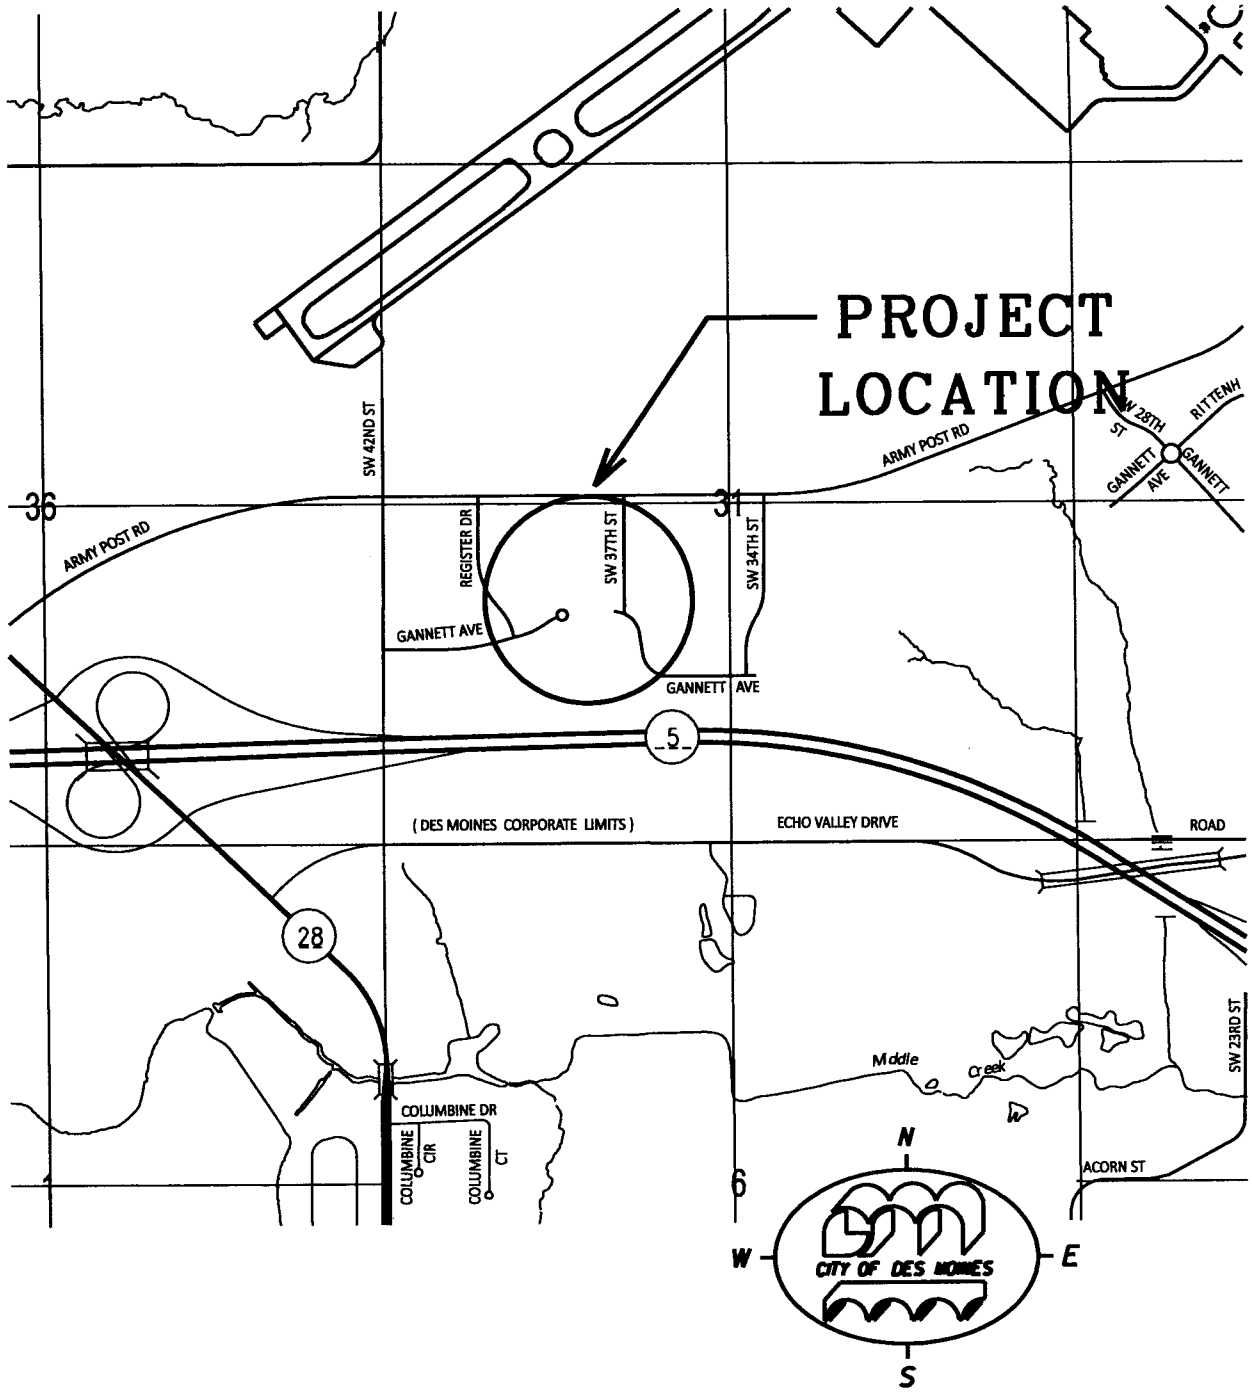 PROJECT
LOCATION
SW 42ND ST
ARMY POST RD
SW 28TH
ST
RITTENH
GANNETT
AVE
GANNETT
36
31
ARMY POST RD
REGISTER DR
SW 37TH ST
SW 34TH ST
GANNETT AVE
GANNETT AVE
5
( DES MOINES CORPORATE LIMITS )
ECHO VALLEY DRIVE
ROAD
28
SW 23RD ST
Middle Creek
COLUMBINE DR
COLUMBINE
CIR
COLUMBINE
CT
1
6
ACORN ST
N
W
E
CITY OF DES MOINES
S